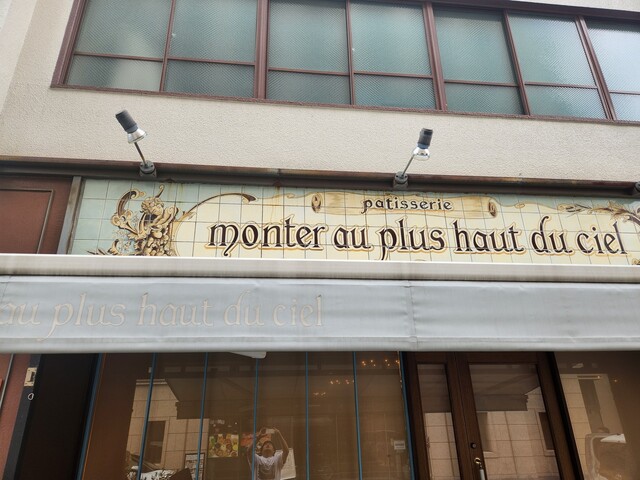 patisserie
monter au plus haut du ciel
au plus haut du ciel